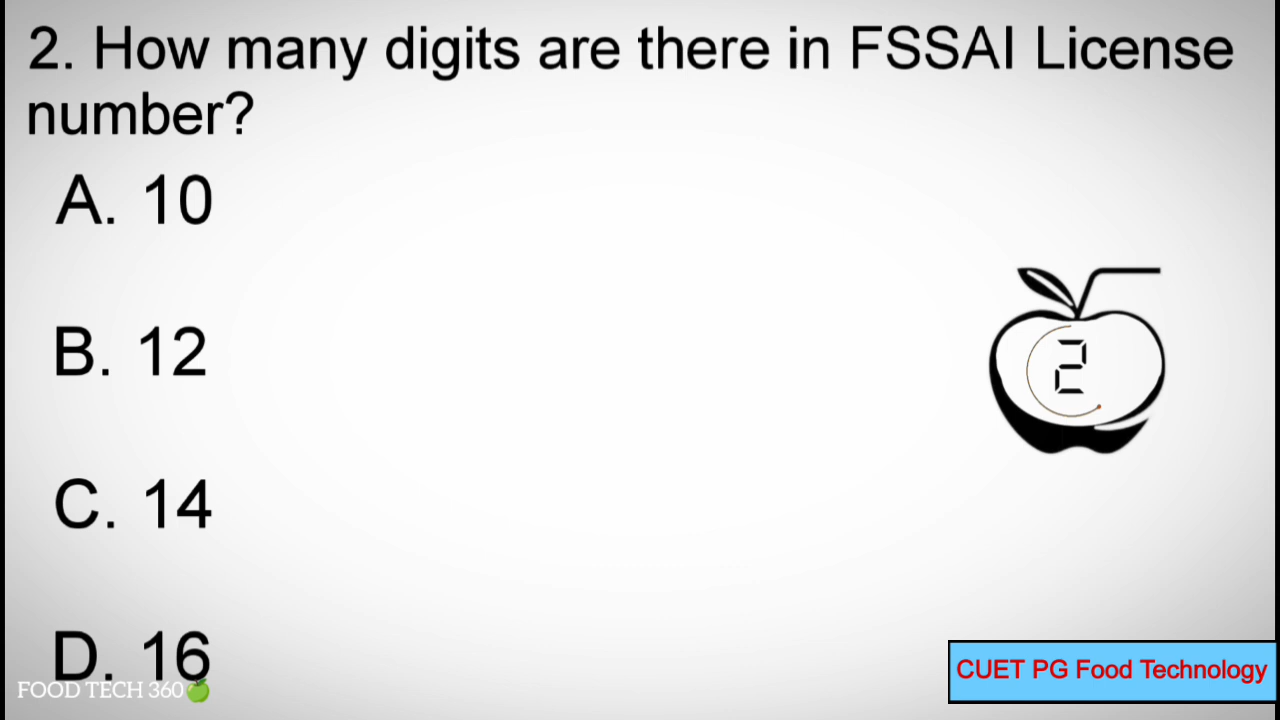 2. How many digits are there in FSSAI License
number?
A. 10
B. 12
C. 14
D. 16
2
FOOD TECH 360🍏
CUET PG Food Technology